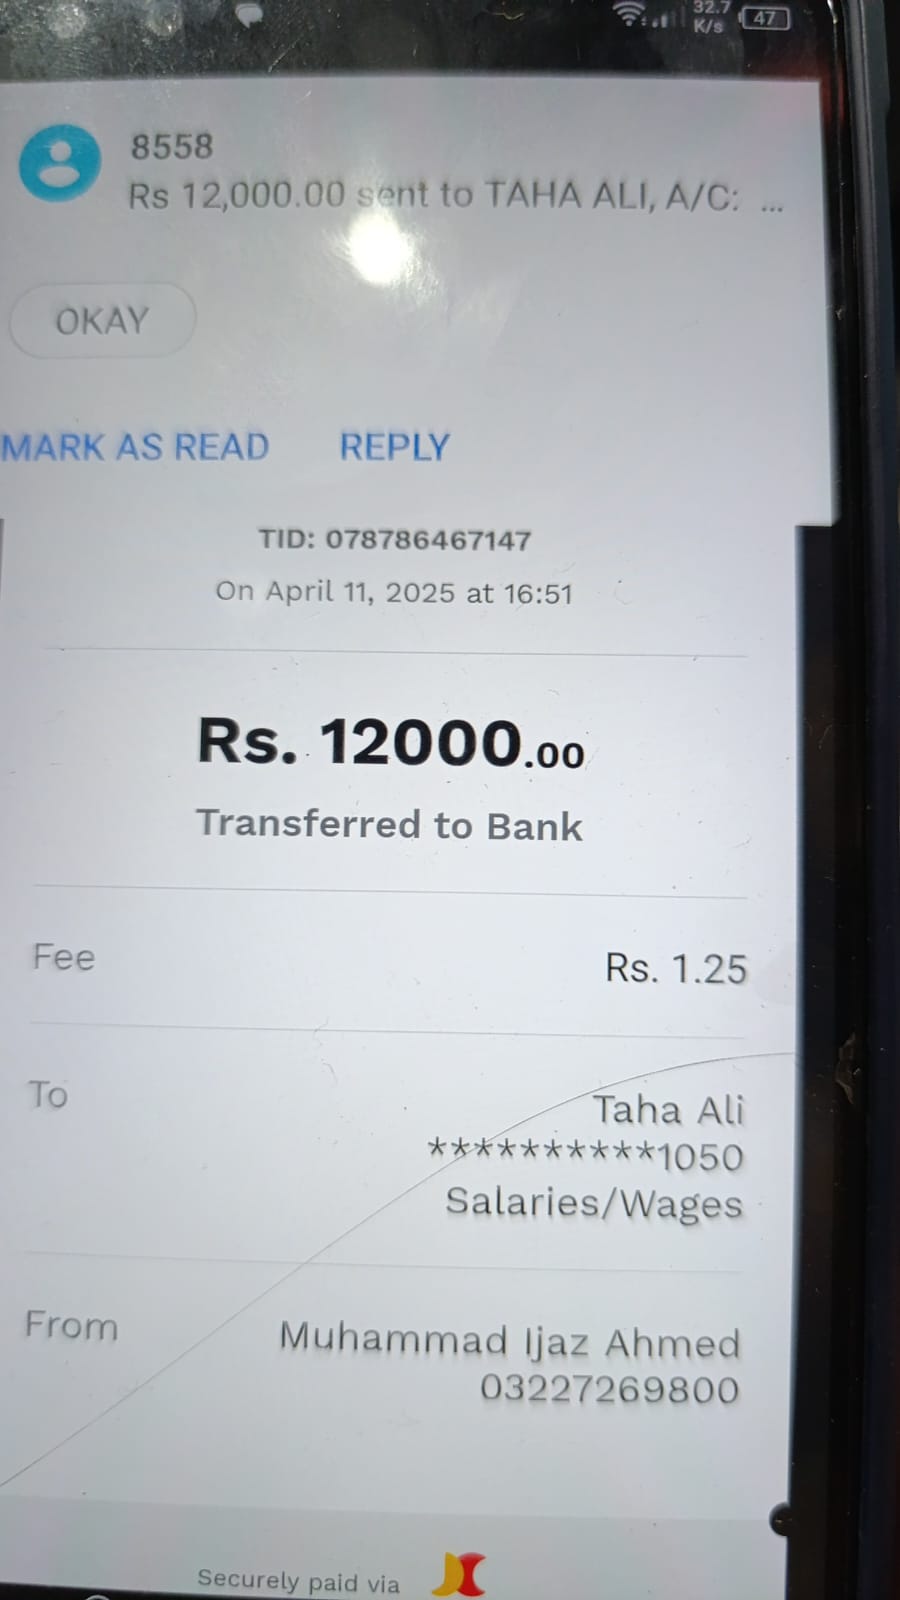 32.7
K/s
47
8558
Rs 12,000.00 sent to TAHA ALI, A/C: ...
OKAY
MARK AS READ
REPLY
TID: 078786467147
On April 11, 2025 at 16:51
Rs. 12000.00
Transferred to Bank
Fee
Rs. 1.25
To
Taha Ali
**********1050
Salaries/Wages
From
Muhammad Ijaz Ahmed
03227269800
Securely paid via